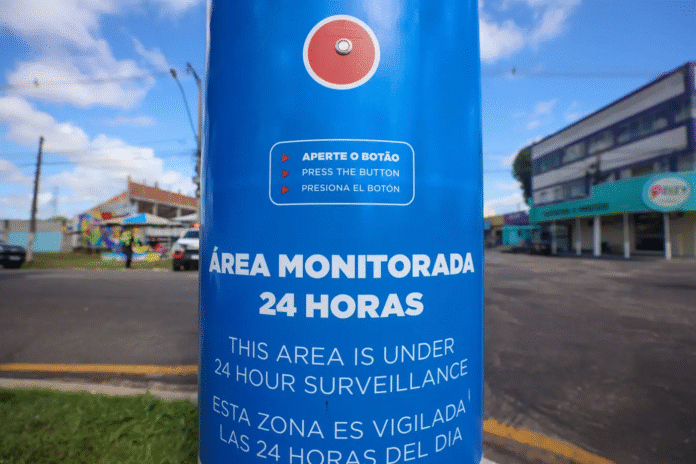 APERTE O BOTÃO
PRESS THE BUTTON
PRESIONA EL BOTÓN
ÁREA MONITORADA
24 HORAS
THIS AREA IS UNDER
24 HOUR SURVEILLANCE
ESTA ZONA ES VIGILADA
LAS 24 HORAS DEL DIA